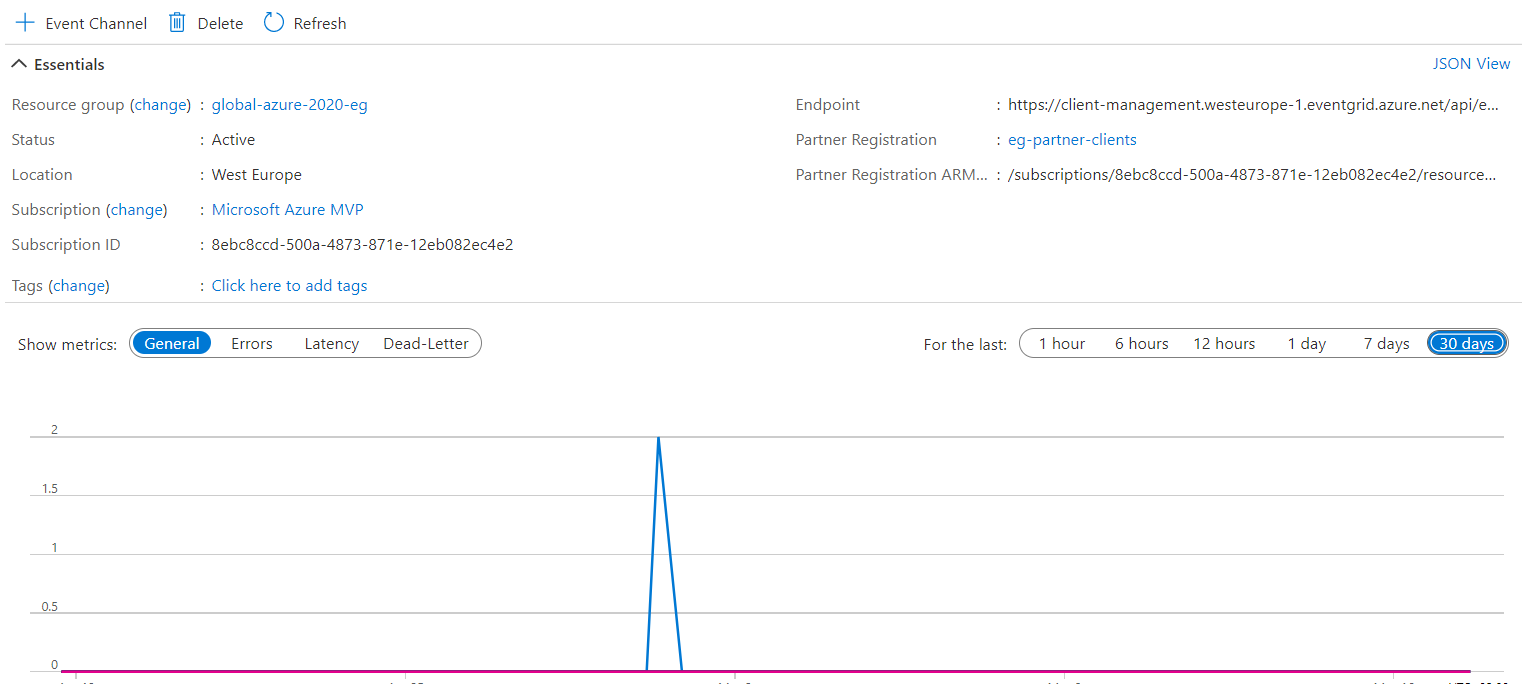 Event Channel Delete Refresh
Essentials JSON View
Resource group (change) : global-azure-2020-eg Endpoint : https://client-management.westeurope-1.eventgrid.azure.net/api/e...
Status : Active Partner Registration : eg-partner-clients
Location : West Europe Partner Registration ARM... : /subscriptions/8ebc8ccd-500a-4873-871e-12eb082ec4e2/resource...
Subscription (change) : Microsoft Azure MVP
Subscription ID : 8ebc8ccd-500a-4873-871e-12eb082ec4e2
Tags (change) : Click here to add tags
Show metrics: General Errors Latency Dead-Letter For the last: 1 hour 6 hours 12 hours 1 day 7 days 30 days
2
1.5
1
0.5
0